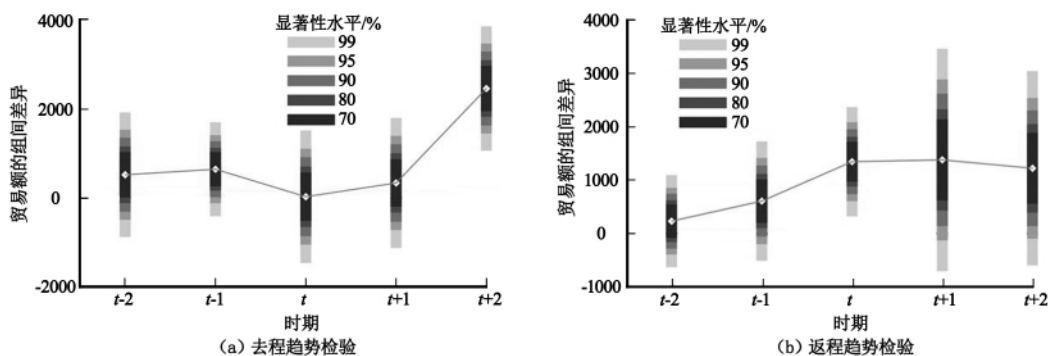 4000
2000
0
-2000
贸易额的组间差异
显著性水平/%
99
95
90
80
70
t-2
t-1
t
t+1
t+2
时期
(a) 去程趋势检验
4000
3000
2000
1000
0
-1000
贸易额的组间差异
显著性水平/%
99
95
90
80
70
t-2
t-1
t
t+1
t+2
时期
(b) 返程趋势检验